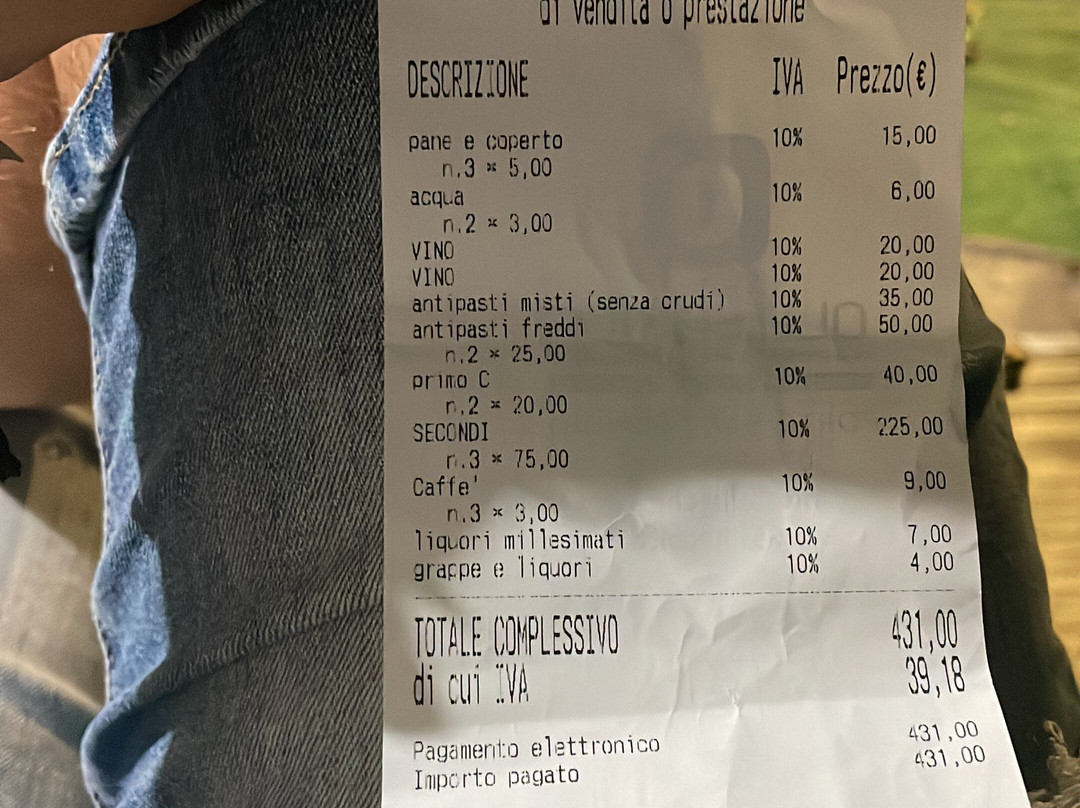 di vendita o prestazione
DESCRIZIONE IVA Prezzo(€)
pane e coperto 10% 15,00
n.3 * 5,00
acqua 10% 6,00
n.2 * 3,00
VINO 10% 20,00
VINO 10% 20,00
antipasti misti (senza crudi) 10% 35,00
antipasti freddi 10% 50,00
n.2 * 25,00
primo C 10% 40,00
n.2 * 20,00
SECONDI 10% 225,00
n.3 * 75,00
Caffe' 10% 9,00
n.3 * 3,00
liquori millesimati 10% 7,00
grappe e liquori 10% 4,00
TOTALE COMPLESSIVO 431,00
di cui IVA 39,18
Pagamento elettronico 431,00
Importo pagato 431,00